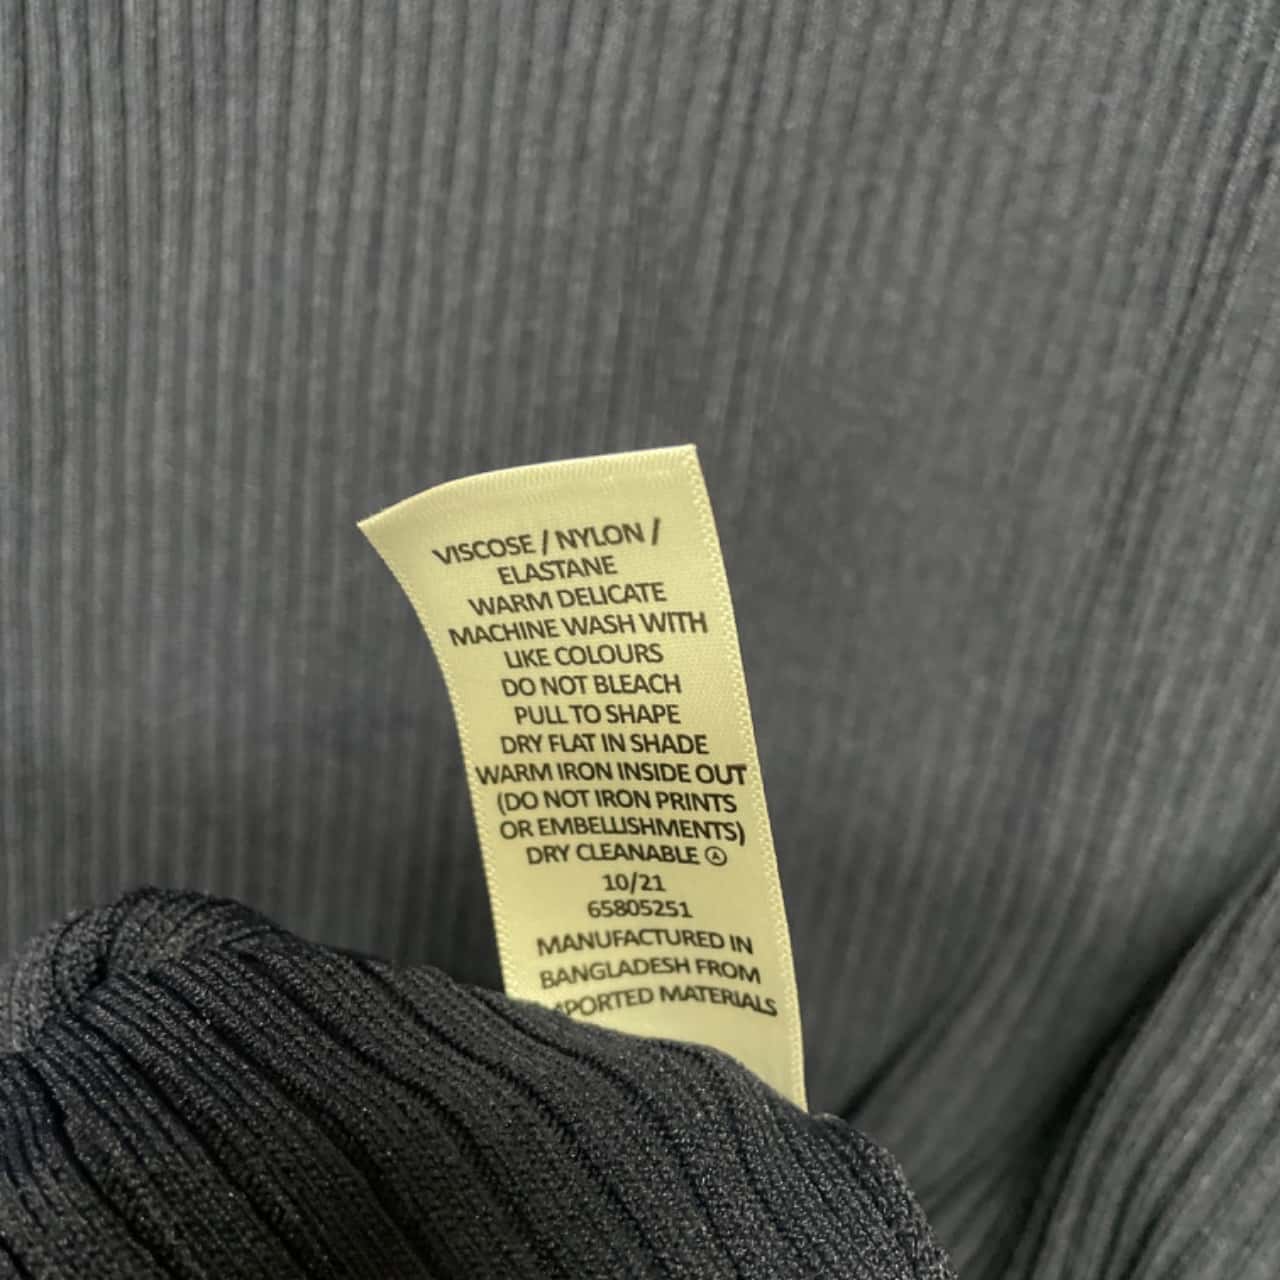 VISCOSE / NYLON /
ELASTANE
WARM DELICATE
MACHINE WASH WITH
LIKE COLOURS
DO NOT BLEACH
PULL TO SHAPE
DRY FLAT IN SHADE
WARM IRON INSIDE OUT
(DO NOT IRON PRINTS
OR EMBELLISHMENTS)
DRY CLEANABLE Ⓐ
10/21
65805251
MANUFACTURED IN
BANGLADESH FROM
MPORTED MATERIALS